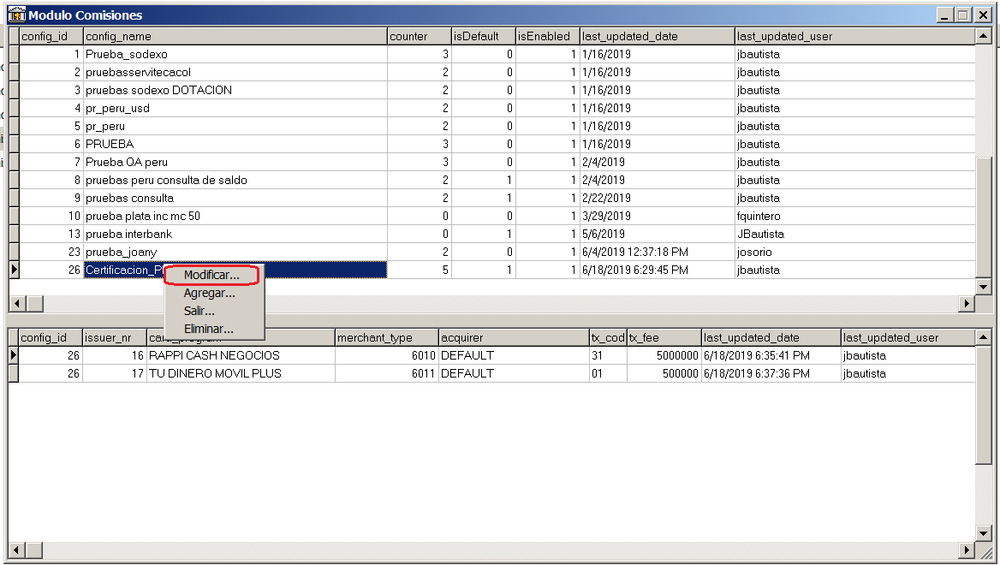 Modulo Comisiones
config_id config_name counter isDefault isEnabled last_updated_date last_updated_user
1 Prueba_sodexo 3 0 1 1/16/2019 jbautista
2 pruebasservitecacol 2 0 1 1/16/2019 jbautista
3 pruebas sodexo DOTACION 2 0 1 1/16/2019 jbautista
4 pr_peru_usd 2 0 1 1/16/2019 jbautista
5 pr_peru 2 0 1 1/16/2019 jbautista
6 PRUEBA 3 0 1 1/16/2019 jbautista
7 Prueba QA peru 3 0 1 2/4/2019 jbautista
8 pruebas peru consulta de saldo 2 1 1 2/4/2019 jbautista
9 pruebas consulta 2 1 1 2/22/2019 jbautista
10 prueba plata inc mc 50 0 0 1 3/29/2019 fquintero
13 prueba interbank 0 1 1 5/6/2019 JBautista
23 prueba_joany 2 0 1 6/4/2019 12:37:18 PM josorio
26 Certificacion_P 5 1 1 6/18/2019 6:29:45 PM jbautista
Modificar...
Agregar...
Salir...
Eliminar...
config_id issuer_nr card_program merchant_type acquirer tx_cod tx_fee last_updated_date last_updated_user
26 16 RAPPI CASH NEGOCIOS 6010 DEFAULT 31 5000000 6/18/2019 6:35:41 PM jbautista
26 17 TU DINERO MOVIL PLUS 6011 DEFAULT 01 500000 6/18/2019 6:37:36 PM jbautista